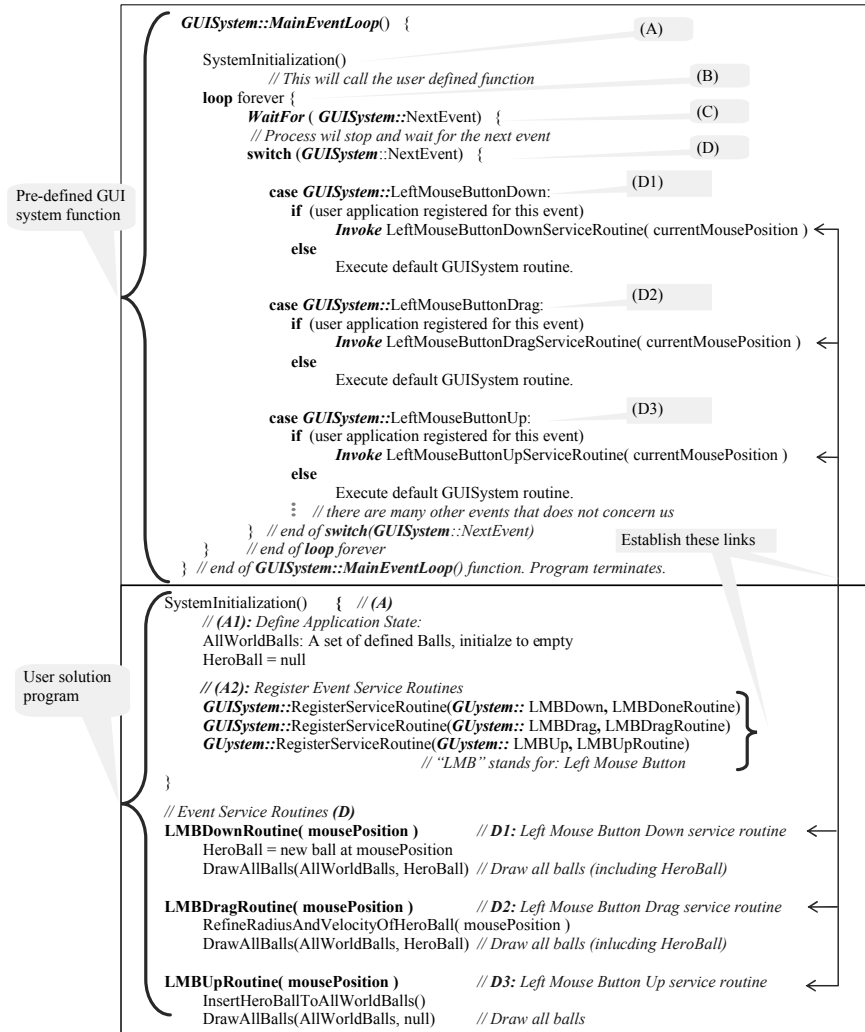 GUISystem::MainEventLoop() {
(A)
SystemInitialization()
// This will call the user defined function
(B)
loop forever {
WaitFor ( GUISystem::NextEvent) {
(C)
// Process wil stop and wait for the next event
switch (GUISystem::NextEvent) {
(D)
case GUISystem::LeftMouseButtonDown:
(D1)
if (user application registered for this event)
Invoke LeftMouseButtonDownServiceRoutine( currentMousePosition )
else
Execute default GUISystem routine.
case GUISystem::LeftMouseButtonDrag:
(D2)
if (user application registered for this event)
Invoke LeftMouseButtonDragServiceRoutine( currentMousePosition )
else
Execute default GUISystem routine.
case GUISystem::LeftMouseButtonUp:
(D3)
if (user application registered for this event)
Invoke LeftMouseButtonUpServiceRoutine( currentMousePosition )
else
Execute default GUISystem routine.
⋮ // there are many other events that does not concern us
} // end of switch(GUISystem::NextEvent)
} // end of loop forever
} // end of GUISystem::MainEventLoop() function. Program terminates.
Pre-defined GUI
system function
Establish these links
SystemInitialization() { // (A)
// (A1): Define Application State:
AllWorldBalls: A set of defined Balls, initialze to empty
HeroBall = null
// (A2): Register Event Service Routines
GUISystem::RegisterServiceRoutine(GUystem:: LMBDown, LMBDoneRoutine)
GUISystem::RegisterServiceRoutine(GUystem:: LMBDrag, LMBDragRoutine)
GUystem::RegisterServiceRoutine(GUystem:: LMBUp, LMBUpRoutine)
// “LMB” stands for: Left Mouse Button
}
User solution
program
// Event Service Routines (D)
LMBDownRoutine( mousePosition ) // D1: Left Mouse Button Down service routine
HeroBall = new ball at mousePosition
DrawAllBalls(AllWorldBalls, HeroBall) // Draw all balls (including HeroBall)
LMBDragRoutine( mousePosition ) // D2: Left Mouse Button Drag service routine
RefineRadiusAndVelocityOfHeroBall( mousePosition )
DrawAllBalls(AllWorldBalls, HeroBall) // Draw all balls (inlucding HeroBall)
LMBUpRoutine( mousePosition ) // D3: Left Mouse Button Up service routine
InsertHeroBallToAllWorldBalls()
DrawAllBalls(AllWorldBalls, null) // Draw all balls